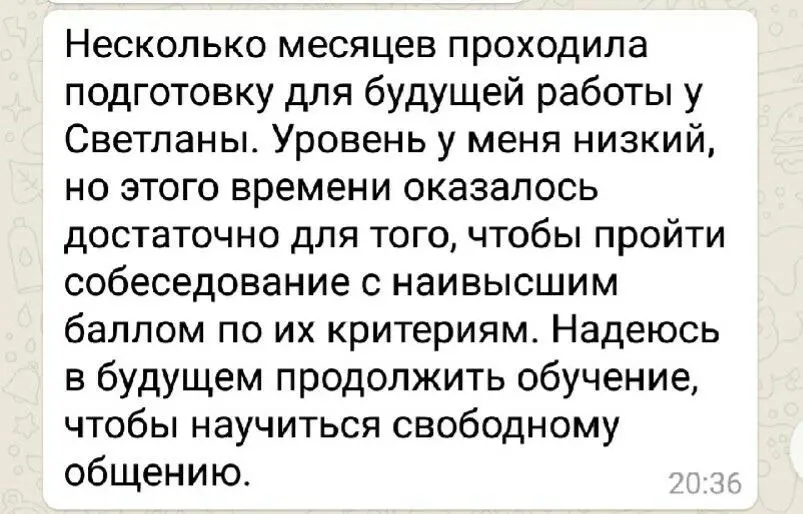 Несколько месяцев проходила
подготовку для будущей работы у
Светланы. Уровень у меня низкий,
но этого времени оказалось
достаточно для того, чтобы пройти
собеседование с наивысшим
баллом по их критериям. Надеюсь
в будущем продолжить обучение,
чтобы научиться свободному
общению.
20:36